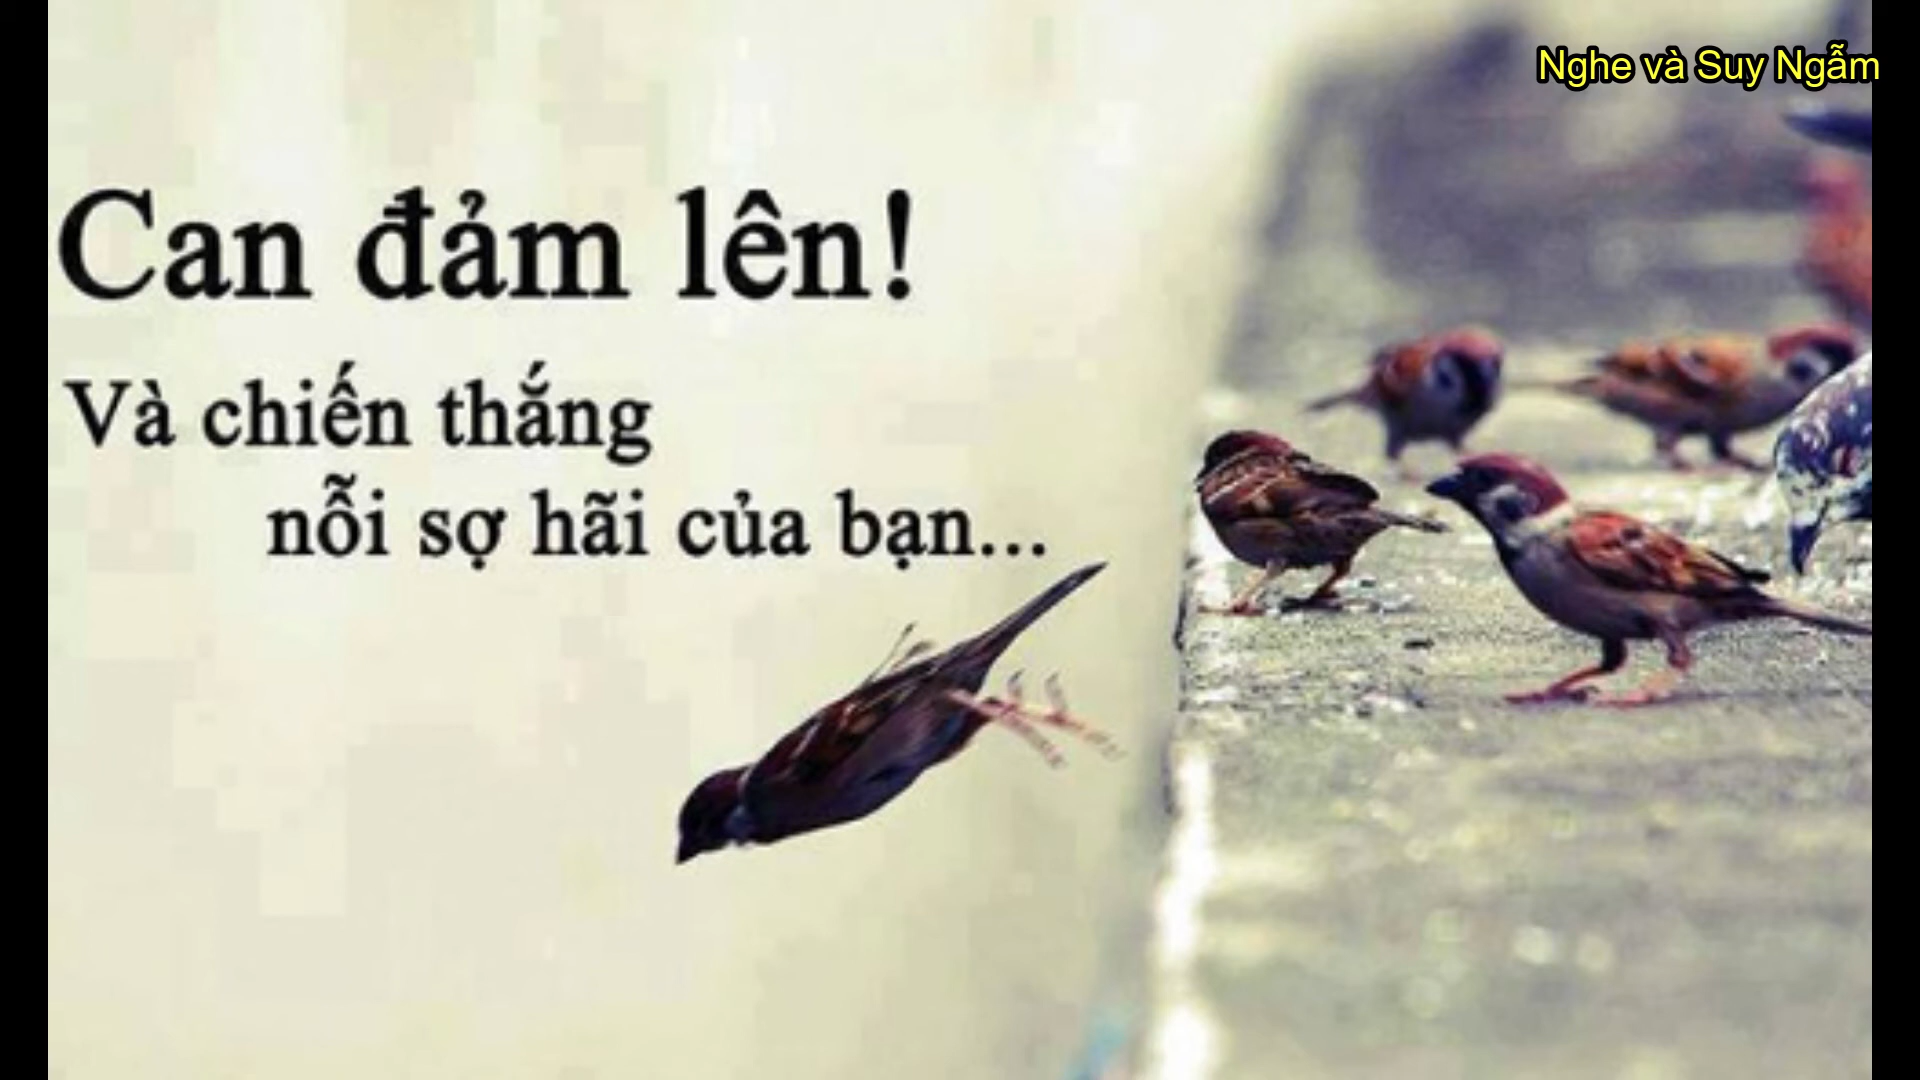 Nghe và Suy Ngẫm
Can đảm lên!
Và chiến thắng
nỗi sợ hãi của bạn...